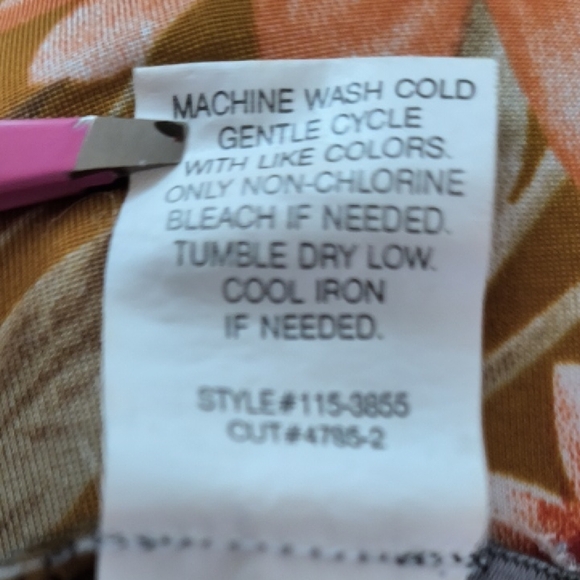 MACHINE WASH COLD
GENTLE CYCLE
WITH LIKE COLORS.
ONLY NON-CHLORINE
BLEACH IF NEEDED.
TUMBLE DRY LOW.
COOL IRON
IF NEEDED.
STYLE#115-3855
CUT#4785-2